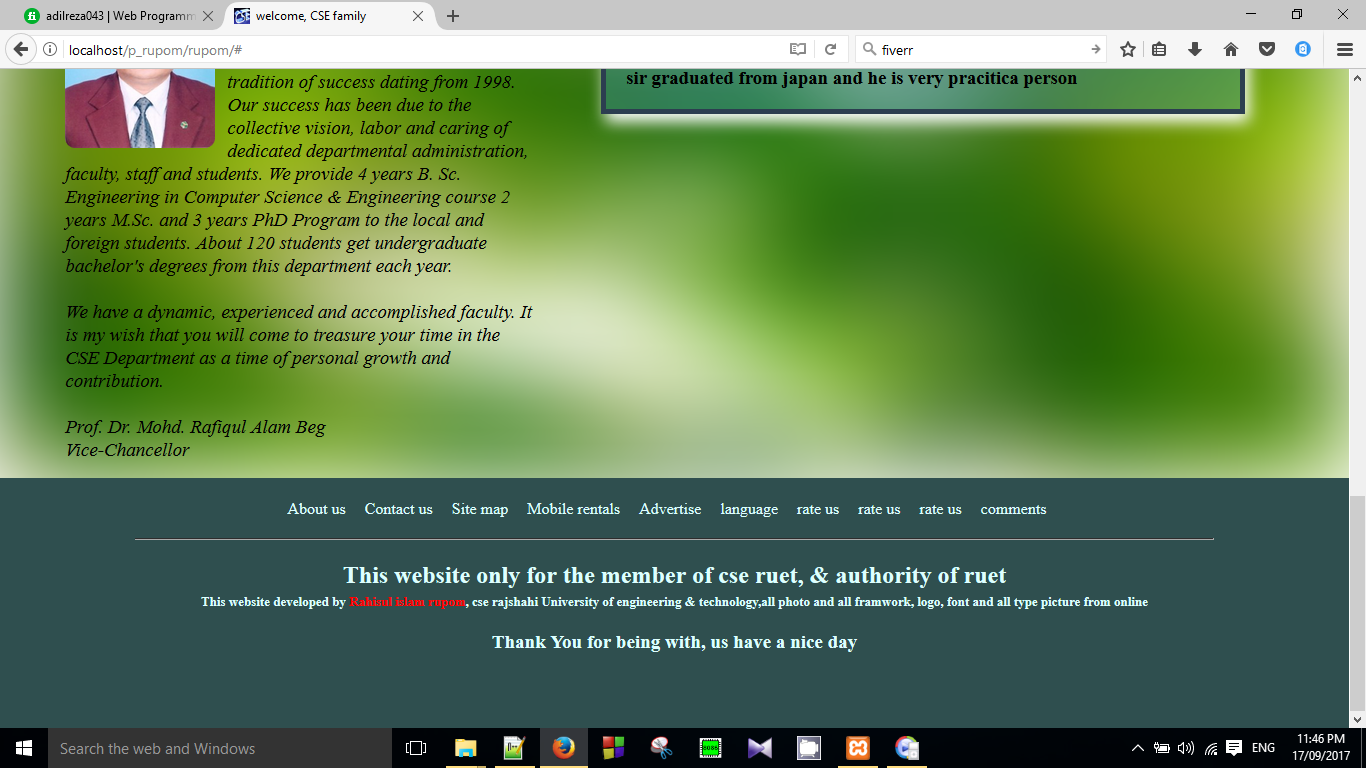 adilreza043 | Web Programm
welcome, CSE family
localhost/p_rupom/rupom/#
fiverr
tradition of success dating from 1998.
Our success has been due to the
collective vision, labor and caring of
dedicated departmental administration,
faculty, staff and students. We provide 4 years B. Sc.
Engineering in Computer Science & Engineering course 2
years M.Sc. and 3 years PhD Program to the local and
foreign students. About 120 students get undergraduate
bachelor's degrees from this department each year.
We have a dynamic, experienced and accomplished faculty. It
is my wish that you will come to treasure your time in the
CSE Department as a time of personal growth and
contribution.
Prof. Dr. Mohd. Rafiqul Alam Beg
Vice-Chancellor
sir graduated from japan and he is very pracitica person
About us Contact us Site map Mobile rentals Advertise language rate us rate us rate us comments
This website only for the member of cse ruet, & authority of ruet
This website developed by islam rupom, cse rajshahi University of engineering & technology,all photo and all framwork, logo, font and all type picture from online
Thank You for being with, us have a nice day
Search the web and Windows
ENG
11:46 PM
17/09/2017